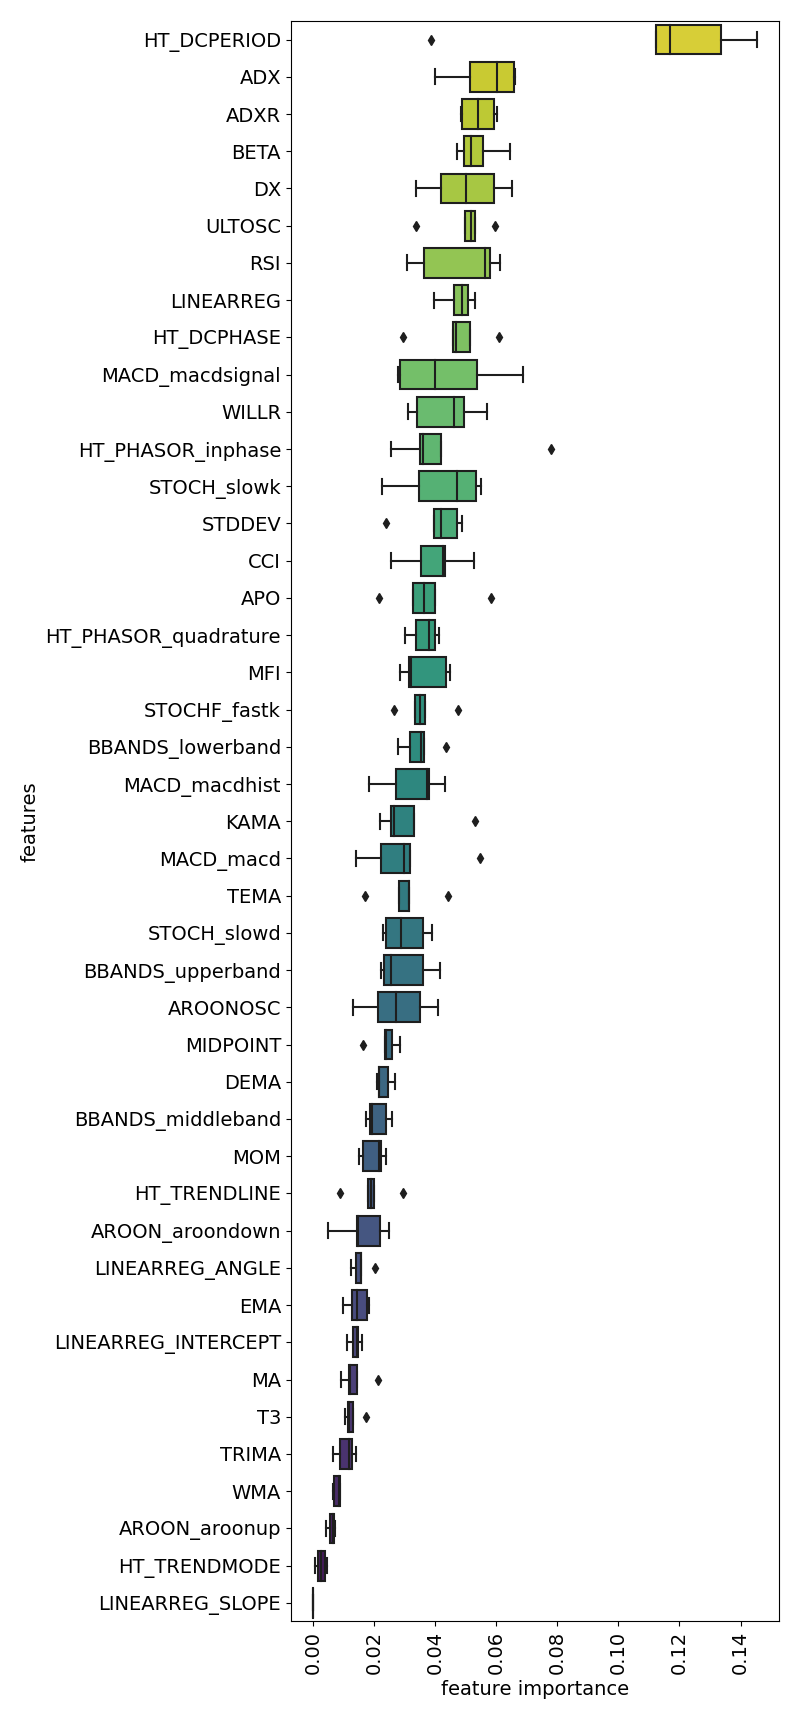 HT_DCPERIOD
ADX
ADXR
BETA
DX
ULTOSC
RSI
LINEARREG
HT_DCPHASE
MACD_macdsignal
WILLR
HT_PHASOR_inphase
STOCH_slowk
STDDEV
CCI
APO
HT_PHASOR_quadrature
MFI
STOCHF_fastk
BBANDS_lowerband
MACD_macdhist
KAMA
MACD_macd
TEMA
STOCH_slowd
BBANDS_upperband
AROONOSC
MIDPOINT
DEMA
BBANDS_middleband
MOM
HT_TRENDLINE
AROON_aroondown
LINEARREG_ANGLE
EMA
LINEARREG_INTERCEPT
MA
T3
TRIMA
WMA
AROON_aroonup
HT_TRENDMODE
LINEARREG_SLOPE
features
0.00 0.02 0.04 0.06 0.08 0.10 0.12 0.14
feature importance